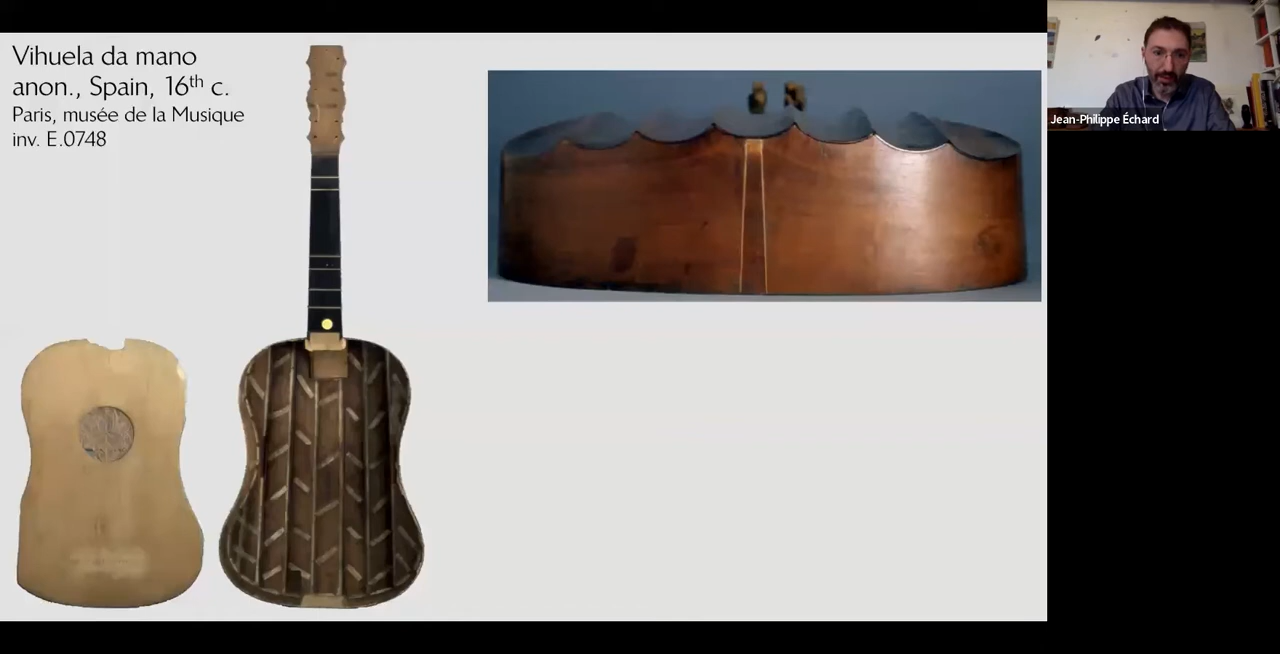 Vihuela da mano
anon., Spain, 16th c.
Paris, musée de la Musique
inv. E.0748
Jean-Philippe Échard